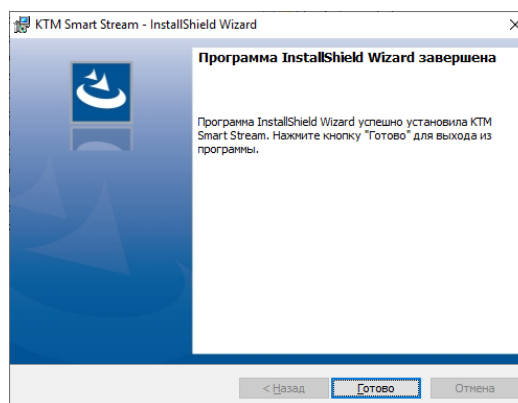 KTM Smart Stream - InstallShield Wizard
Программа InstallShield Wizard завершена
Программа InstallShield Wizard успешно установила KTM
Smart Stream. Нажмите кнопку "Готово" для выхода из
программы.
< Назад
Готово
Отмена